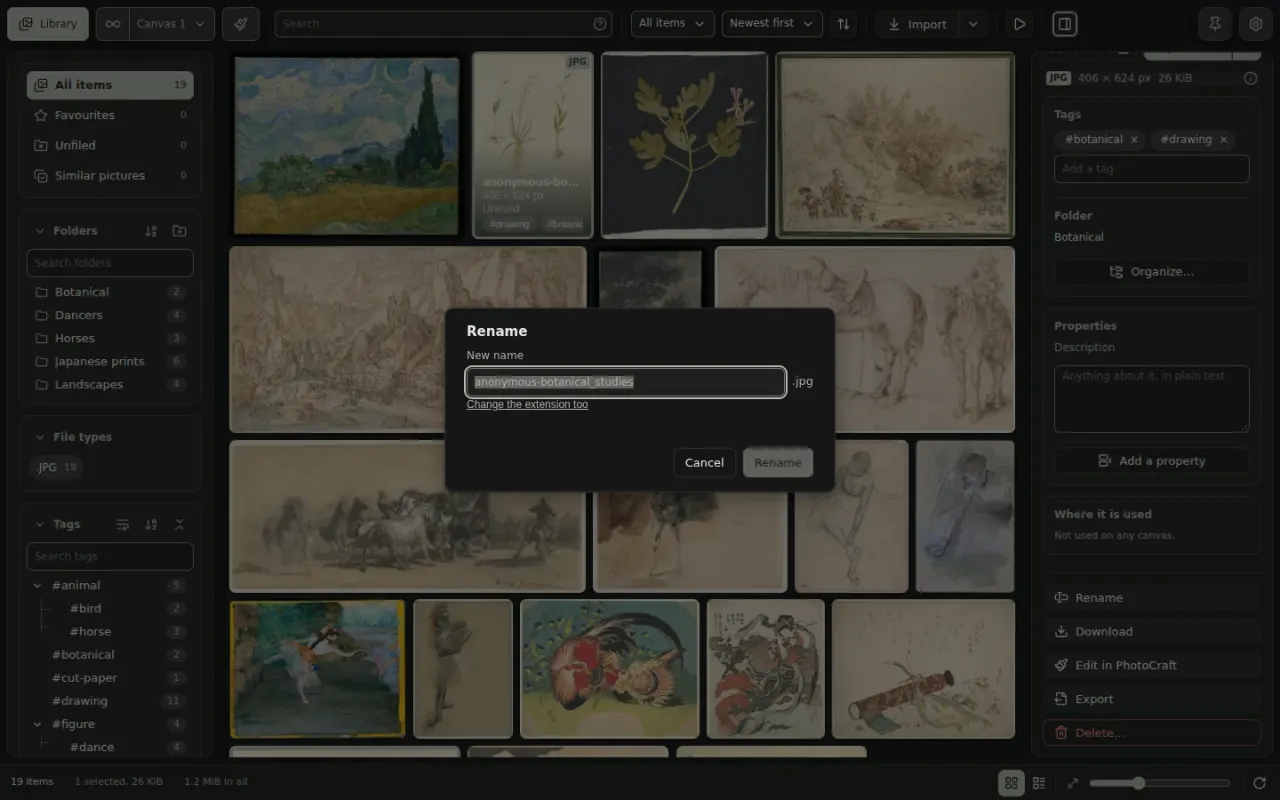 Library
Canvas 1
Search
All items
Newest first
Import
All items 19
Favourites 0
Unfiled 0
Similar pictures 0
Folders
Search folders
Botanical 2
Dancers 4
Horses 3
Japanese prints 6
Landscapes 4
File types
.JPG 19
Tags
Search tags
#animal 5
#bird 2
#horse 3
#botanical 2
#cut-paper 1
#drawing 11
#figure 4
#dance 4
JPG
anonymous-bo…
406 × 624 px
Unused
#drawing #botanic
Rename
New name
anonymous-botanical_studies .jpg
Change the extension too
Cancel Rename
JPG 406 × 624 px 26 KiB
Tags
#botanical × #drawing ×
Add a tag
Folder
Botanical
Organize…
Properties
Description
Anything about it, in plain text
Add a property
Where it is used
Not used on any canvas.
Rename
Download
Edit in PhotoCraft
Export
Delete…
19 items 1 selected, 26 KiB 1.2 MiB in all